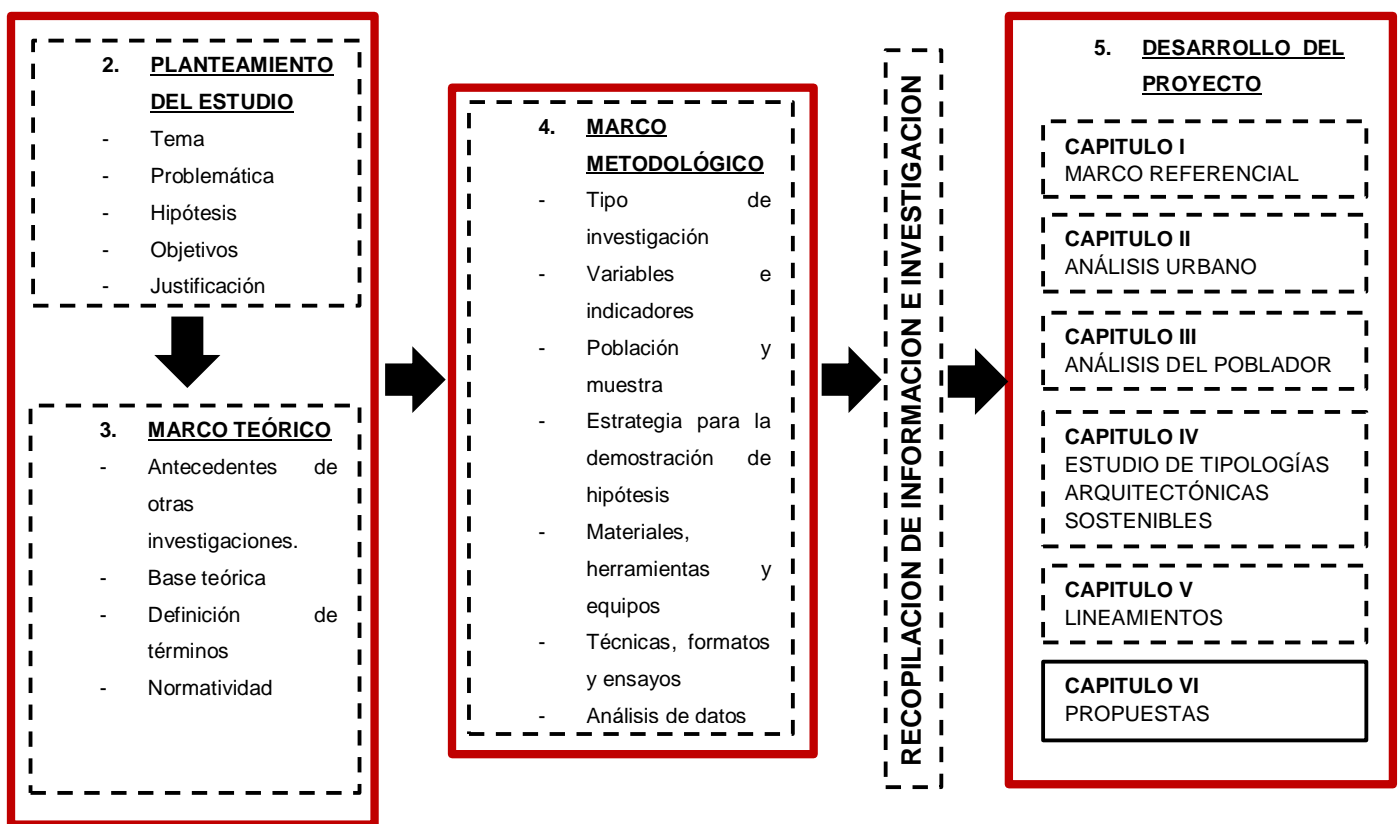 2. PLANTEAMIENTO
DEL ESTUDIO
- Tema
- Problemática
- Hipótesis
- Objetivos
- Justificación
3. MARCO TEÓRICO
- Antecedentes de
otras
investigaciones.
- Base teórica
- Definición de
términos
- Normatividad
4. MARCO
METODOLÓGICO
- Tipo de
investigación
- Variables e
indicadores
- Población y
muestra
- Estrategia para la
demostración de
hipótesis
- Materiales,
herramientas y
equipos
- Técnicas, formatos
y ensayos
- Análisis de datos
RECOPILACION DE INFORMACION E INVESTIGACION
5. DESARROLLO DEL
PROYECTO
CAPITULO I
MARCO REFERENCIAL
CAPITULO II
ANÁLISIS URBANO
CAPITULO III
ANÁLISIS DEL POBLADOR
CAPITULO IV
ESTUDIO DE TIPOLOGÍAS
ARQUITECTÓNICAS
SOSTENIBLES
CAPITULO V
LINEAMIENTOS
CAPITULO VI
PROPUESTAS